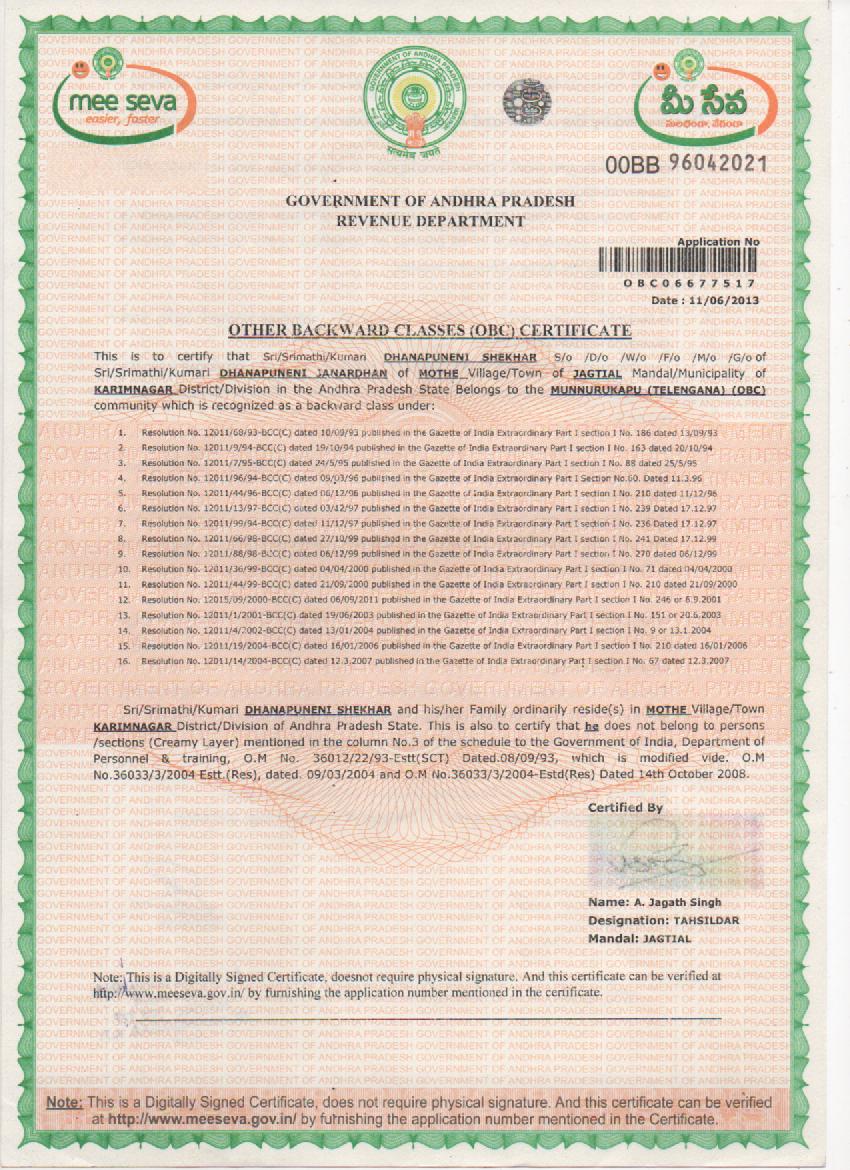 mee seva
easier, faster
GOVERNMENT OF ANDHRA PRADESH
सत्यमेव जयते
మీ సేవ
00BB 96042021
GOVERNMENT OF ANDHRA PRADESH
REVENUE DEPARTMENT
Application No
OBC06677517
Date : 11/06/2013
OTHER BACKWARD CLASSES (OBC) CERTIFICATE
This is to certify that Sri/Srimathi/Kumari DHANAPUNENI SHEKHAR S/o /D/o /W/o /F/o /M/o /G/o of
Sri/Srimathi/Kumari DHANAPUNENI JANARDHAN of MOTHE Village/Town of JAGTIAL Mandal/Municipality of
KARIMNAGAR District/Division in the Andhra Pradesh State Belongs to the MUNNURUKAPU (TELENGANA) (OBC)
community which is recognized as a backward class under:
1. Resolution No. 12011/68/93-BCC(C) dated 10/09/93 published in the Gazette of India Extraordinary Part I section I No. 186 dated 13/09/93
2. Resolution No. 12011/9/94-BCC(C) dated 19/10/94 published in the Gazette of India Extraordinary Part I section I No. 163 dated 20/10/94
3. Resolution No. 12011/7/95-BCC(C) dated 24/5/95 published in the Gazette of India Extraordinary Part I section I No. 88 dated 25/5/95
4. Resolution No. 12011/96/94-BCC(C) dated 09/03/96 published in the Gazette of India Extraordinary Part I Section No.60. Dated 11.3.96
5. Resolution No. 12011/44/96-BCC(C) dated 06/12/96 published in the Gazette of India Extraordinary Part I section I No. 210 dated 11/12/96
6. Resolution No. 12011/13/97-BCC(C) dated 03/12/97 published in the Gazette of India Extraordinary Part I section I No. 239 Dated 17.12.97
7. Resolution No. 12011/99/94-BCC(C) dated 11/12/97 published in the Gazette of India Extraordinary Part I section I No. 236 Dated 17.12.97
8. Resolution No. 12011/66/98-BCC(C) dated 27/10/99 published in the Gazette of India Extraordinary Part I section I No. 241 Dated 17.12.99
9. Resolution No. 12011/88/98-BCC(C) dated 06/12/99 published in the Gazette of India Extraordinary Part I section I No. 270 dated 06/12/99
10. Resolution No. 12011/36/99-BCC(C) dated 04/04/2000 published in the Gazette of India Extraordinary Part I section I No. 71 dated 04/04/2000
11. Resolution No. 12011/44/99-BCC(C) dated 21/09/2000 published in the Gazette of India Extraordinary Part I section I No. 210 dated 21/09/2000
12. Resolution No. 12015/09/2000-BCC(C) dated 06/09/2011 published in the Gazette of India Extraordinary Part I section I No. 246 or 6.9.2001
13. Resolution No. 12011/1/2001-BCC(C) dated 19/06/2003 published in the Gazette of India Extraordinary Part I section I No. 151 or 20.6.2003
14. Resolution No. 12011/4/2002-BCC(C) dated 13/01/2004 published in the Gazette of India Extraordinary Part I section I No. 9 or 13.1.2004
15. Resolution No. 12011/19/2004-BCC(C) dated 16/01/2006 published in the Gazette of India Extraordinary Part I section I No. 210 dated 16/01/2006
16. Resolution No. 12011/14/2004-BCC(C) dated 12.3.2007 published in the Gazette of India Extraordinary Part I section I No. 67 dated 12.3.2007
Sri/Srimathi/Kumari DHANAPUNENI SHEKHAR and his/her Family ordinarily reside(s) in MOTHE Village/Town
KARIMNAGAR District/Division of Andhra Pradesh State. This is also to certify that he does not belong to persons
/sections (Creamy Layer) mentioned in the column No.3 of the schedule to the Government of India, Department of
Personnel & training, O.M No. 36012/22/93-Estt(SCT) Dated.08/09/93, which is modified vide. O.M
No.36033/3/2004 Estt.(Res), dated. 09/03/2004 and O.M No.36033/3/2004-Estd(Res) Dated 14th October 2008.
Certified By
Name: A. Jagath Singh
Designation: TAHSILDAR
Mandal: JAGTIAL
Note: This is a Digitally Signed Certificate, doesnot require physical signature. And this certificate can be verified at
http://www.meeseva.gov.in/ by furnishing the application number mentioned in the certificate.
Note: This is a Digitally Signed Certificate, does not require physical signature. And this certificate can be verified
at http://www.meeseva.gov.in/ by furnishing the application number mentioned in the Certificate.